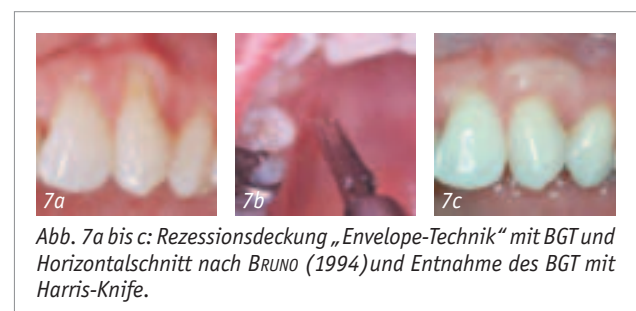 7a 7b 7c
Abb. 7a bis c: Rezessionsdeckung „Envelope-Technik“ mit BGT und
Horizontalschnitt nach BRUNO (1994)und Entnahme des BGT mit
Harris-Knife.